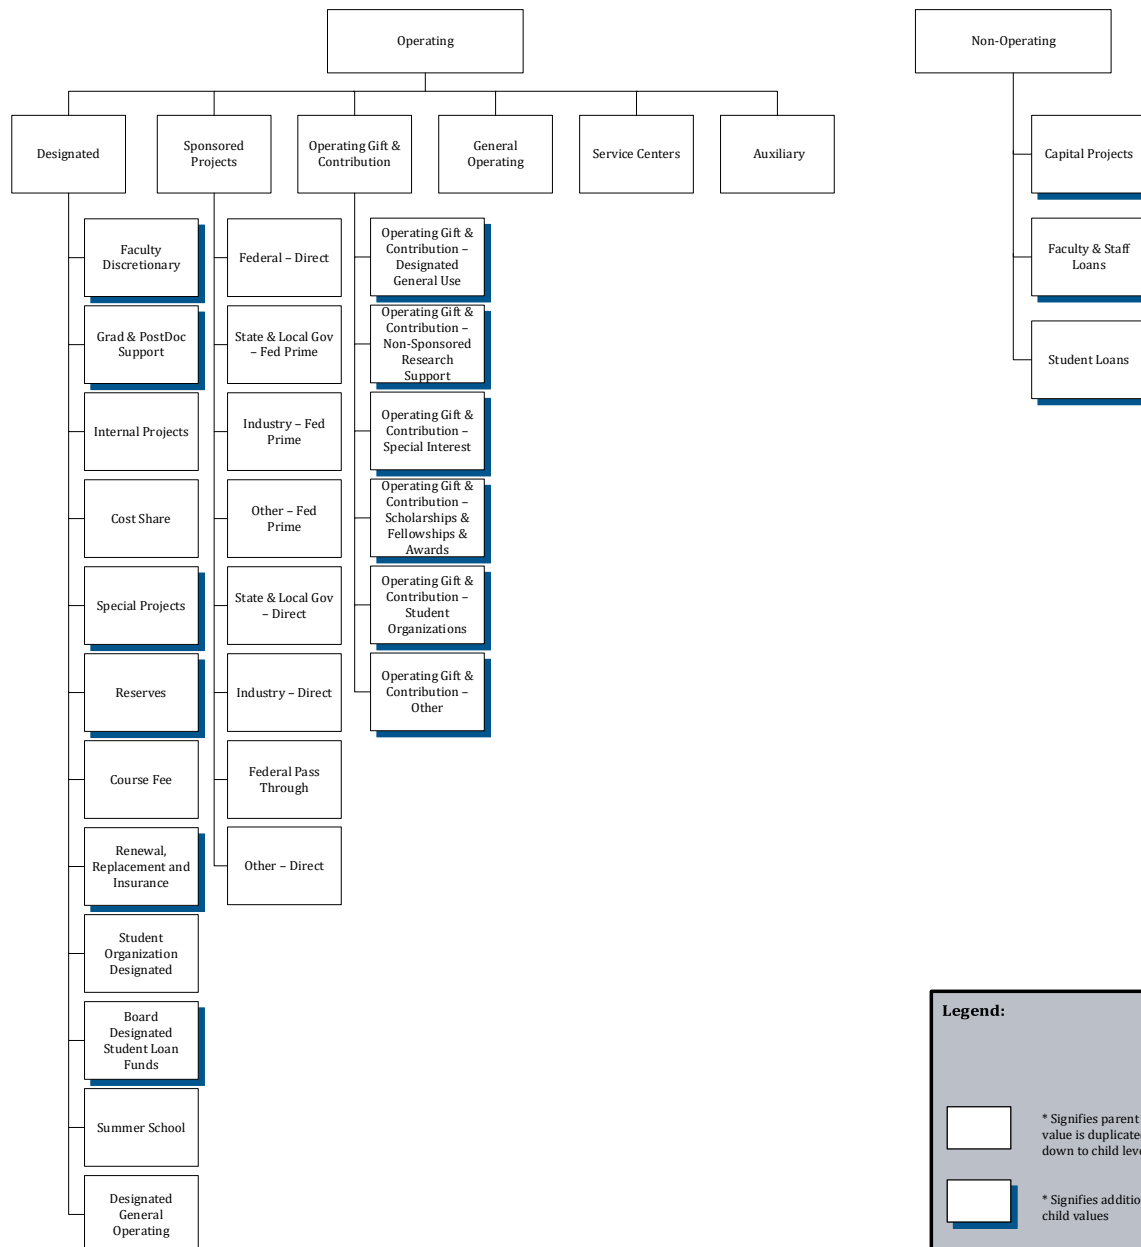 Operating
Non-Operating
Designated
Sponsored
Projects
Operating Gift &
Contribution
General
Operating
Service Centers
Auxiliary
Capital Projects
Faculty & Staff
Loans
Student Loans
Faculty
Discretionary
Grad & PostDoc
Support
Internal Projects
Cost Share
Special Projects
Reserves
Course Fee
Renewal,
Replacement and
Insurance
Student
Organization
Designated
Board
Designated
Student Loan
Funds
Summer School
Designated
General
Operating
Federal – Direct
State & Local Gov
– Fed Prime
Industry – Fed
Prime
Other – Fed
Prime
State & Local Gov
– Direct
Industry – Direct
Federal Pass
Through
Other – Direct
Operating Gift &
Contribution –
Designated
General Use
Operating Gift &
Contribution –
Non-Sponsored
Research
Support
Operating Gift &
Contribution –
Special Interest
Operating Gift &
Contribution –
Scholarships &
Fellowships &
Awards
Operating Gift &
Contribution –
Student
Organizations
Operating Gift &
Contribution –
Other
Legend:
* Signifies parent
value is
down to child
* Signifies
child values